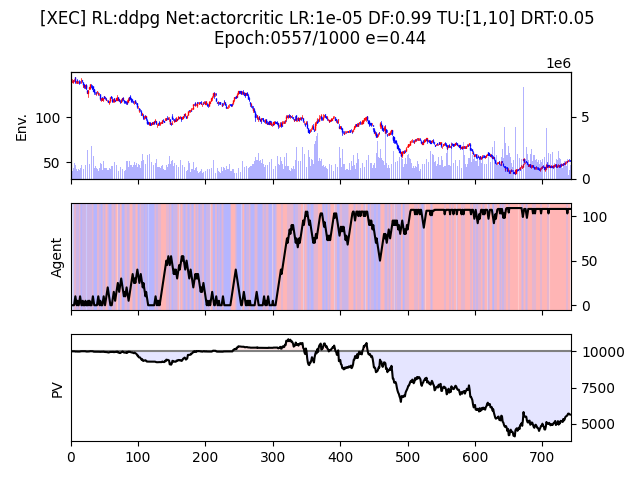 [XEC] RL:ddpg Net:actorcritic LR:1e-05 DF:0.99 TU:[1,10] DRT:0.05
Epoch:0557/1000 e=0.44
1e6
Env.
100
50
5
0
Agent
100
50
0
PV
10000
7500
5000
0 100 200 300 400 500 600 700